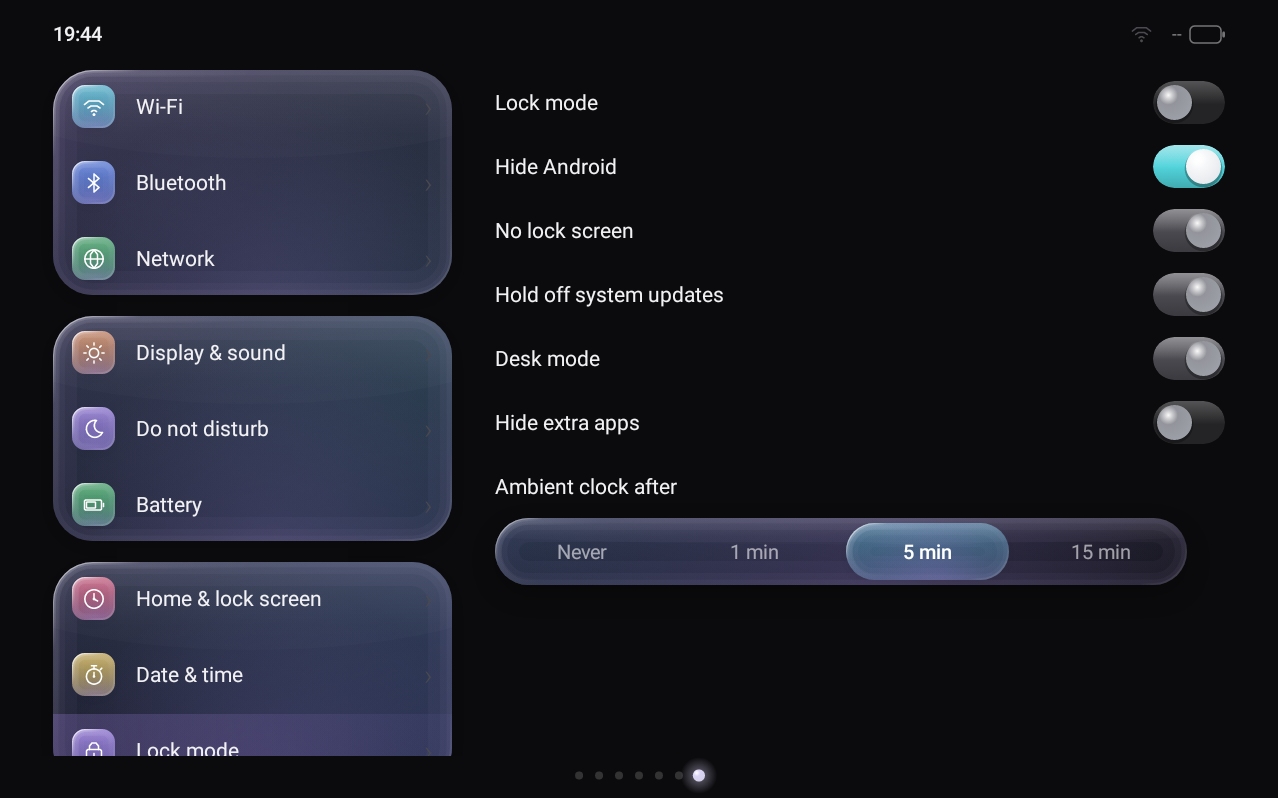 19:44
--
Wi-Fi
Bluetooth
Network
Display & sound
Do not disturb
Battery
Home & lock screen
Date & time
Lock mode
Lock mode
Hide Android
No lock screen
Hold off system updates
Desk mode
Hide extra apps
Ambient clock after
Never 1 min 5 min 15 min